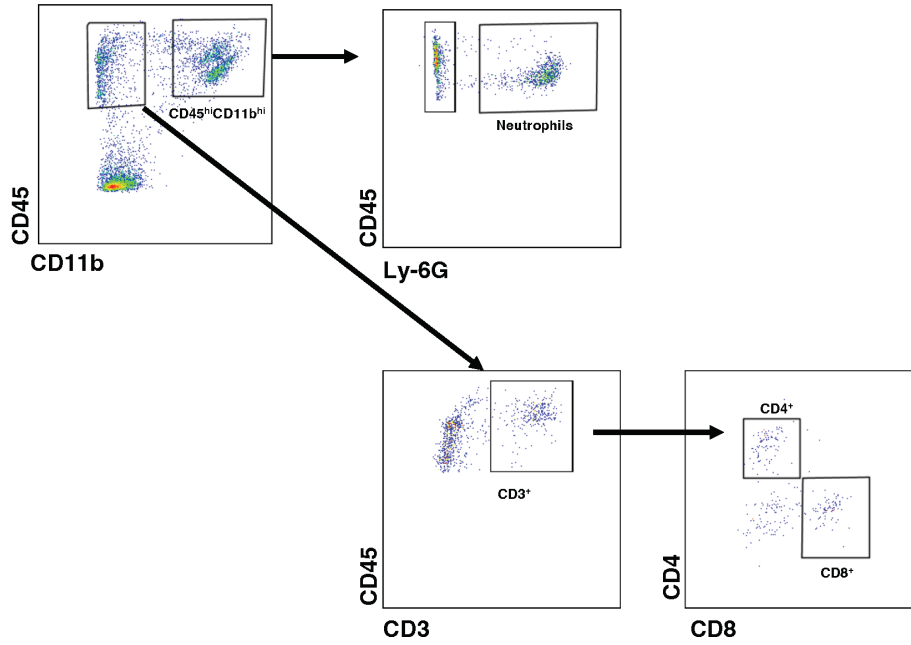 CD45
CD45ʰⁱCD11bʰⁱ
CD11b
CD45
Neutrophils
Ly-6G
CD45
CD3⁺
CD3
CD4
CD4⁺
CD8⁺
CD8